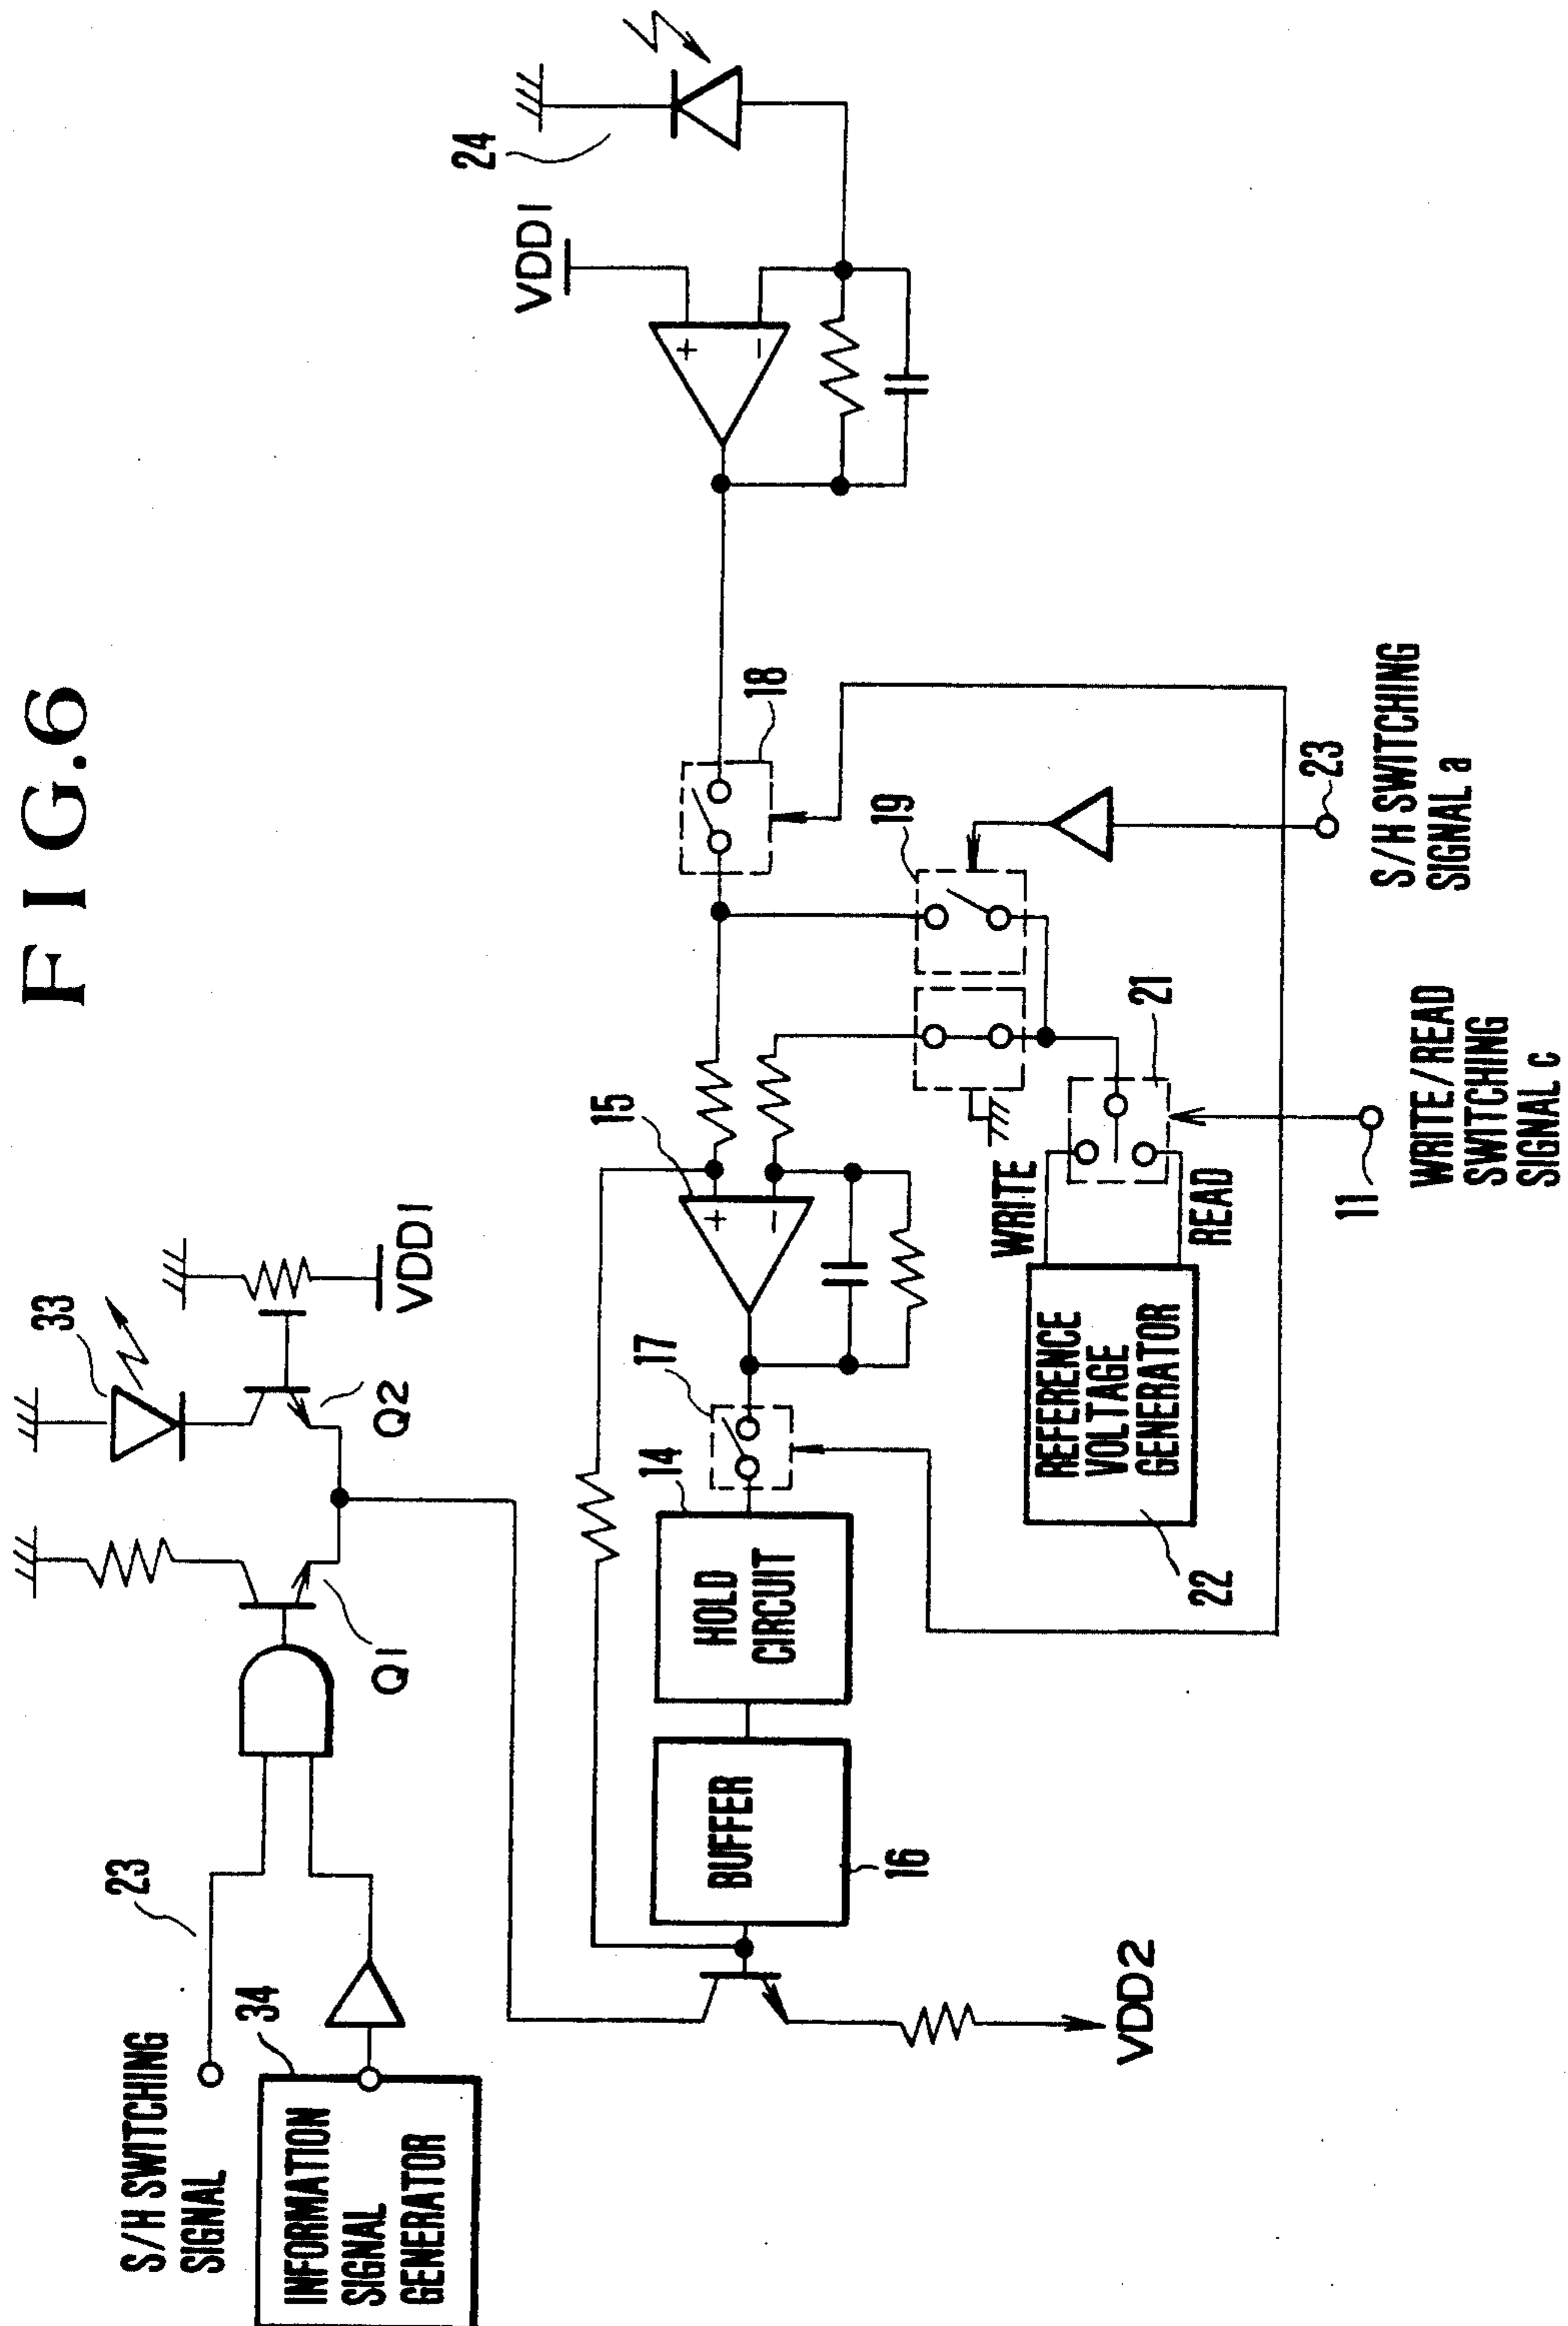 FIG.6
S/H SWITCHING
SIGNAL
23
34
INFORMATION
SIGNAL
GENERATOR
Q1
33
Q2
VDD1
VDD2
BUFFER
16
HOLD
CIRCUIT
14
17
15
+
−
18
19
VDD1
+
−
24
WRITE
READ
21
REFERENCE
VOLTAGE
GENERATOR
22
11
WRITE/READ
SWITCHING
SIGNAL c
23
S/H SWITCHING
SIGNAL a